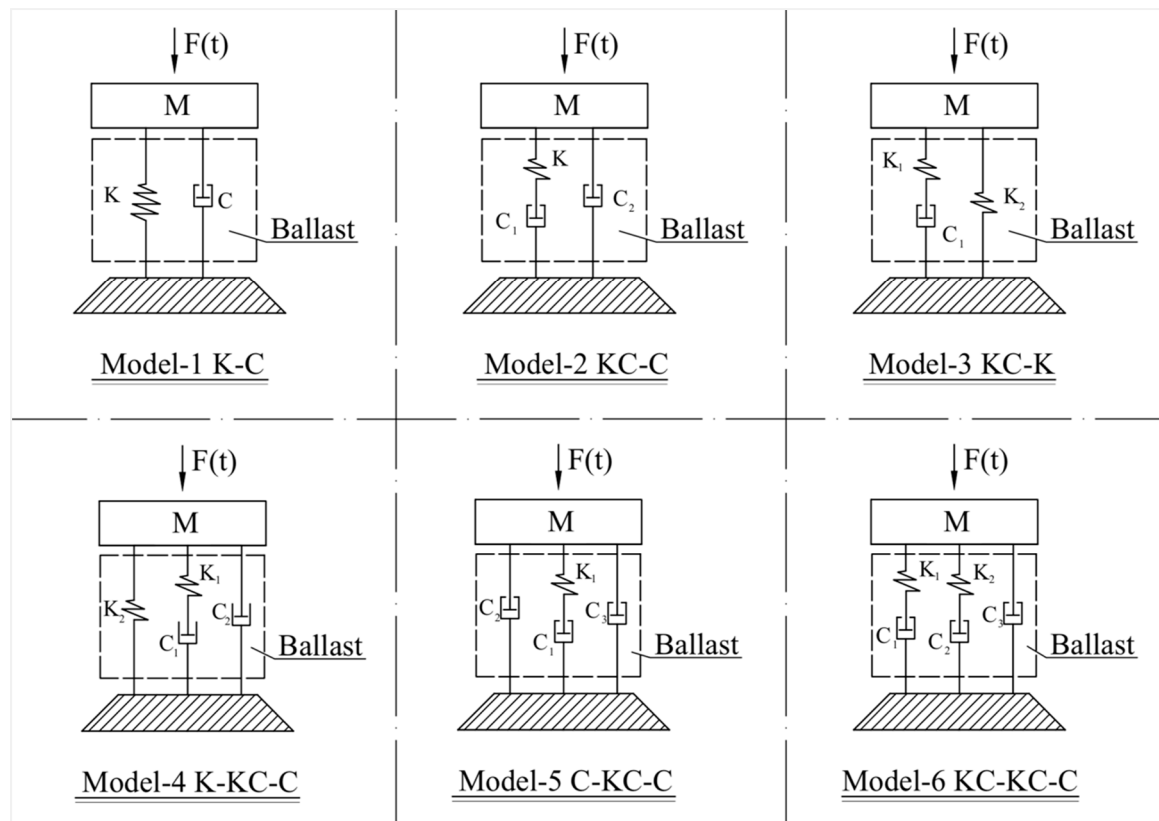 F(t)
M
K
C
Ballast
Model-1 K-C
F(t)
M
K
C₁
C₂
Ballast
Model-2 KC-C
F(t)
M
K₁
C₁
K₂
Ballast
Model-3 KC-K
F(t)
M
K₂
K₁
C₁
C₂
Ballast
Model-4 K-KC-C
F(t)
M
C₂
K₁
C₁
C₃
Ballast
Model-5 C-KC-C
F(t)
M
K₁
C₁
K₂
C₂
C₃
Ballast
Model-6 KC-KC-C